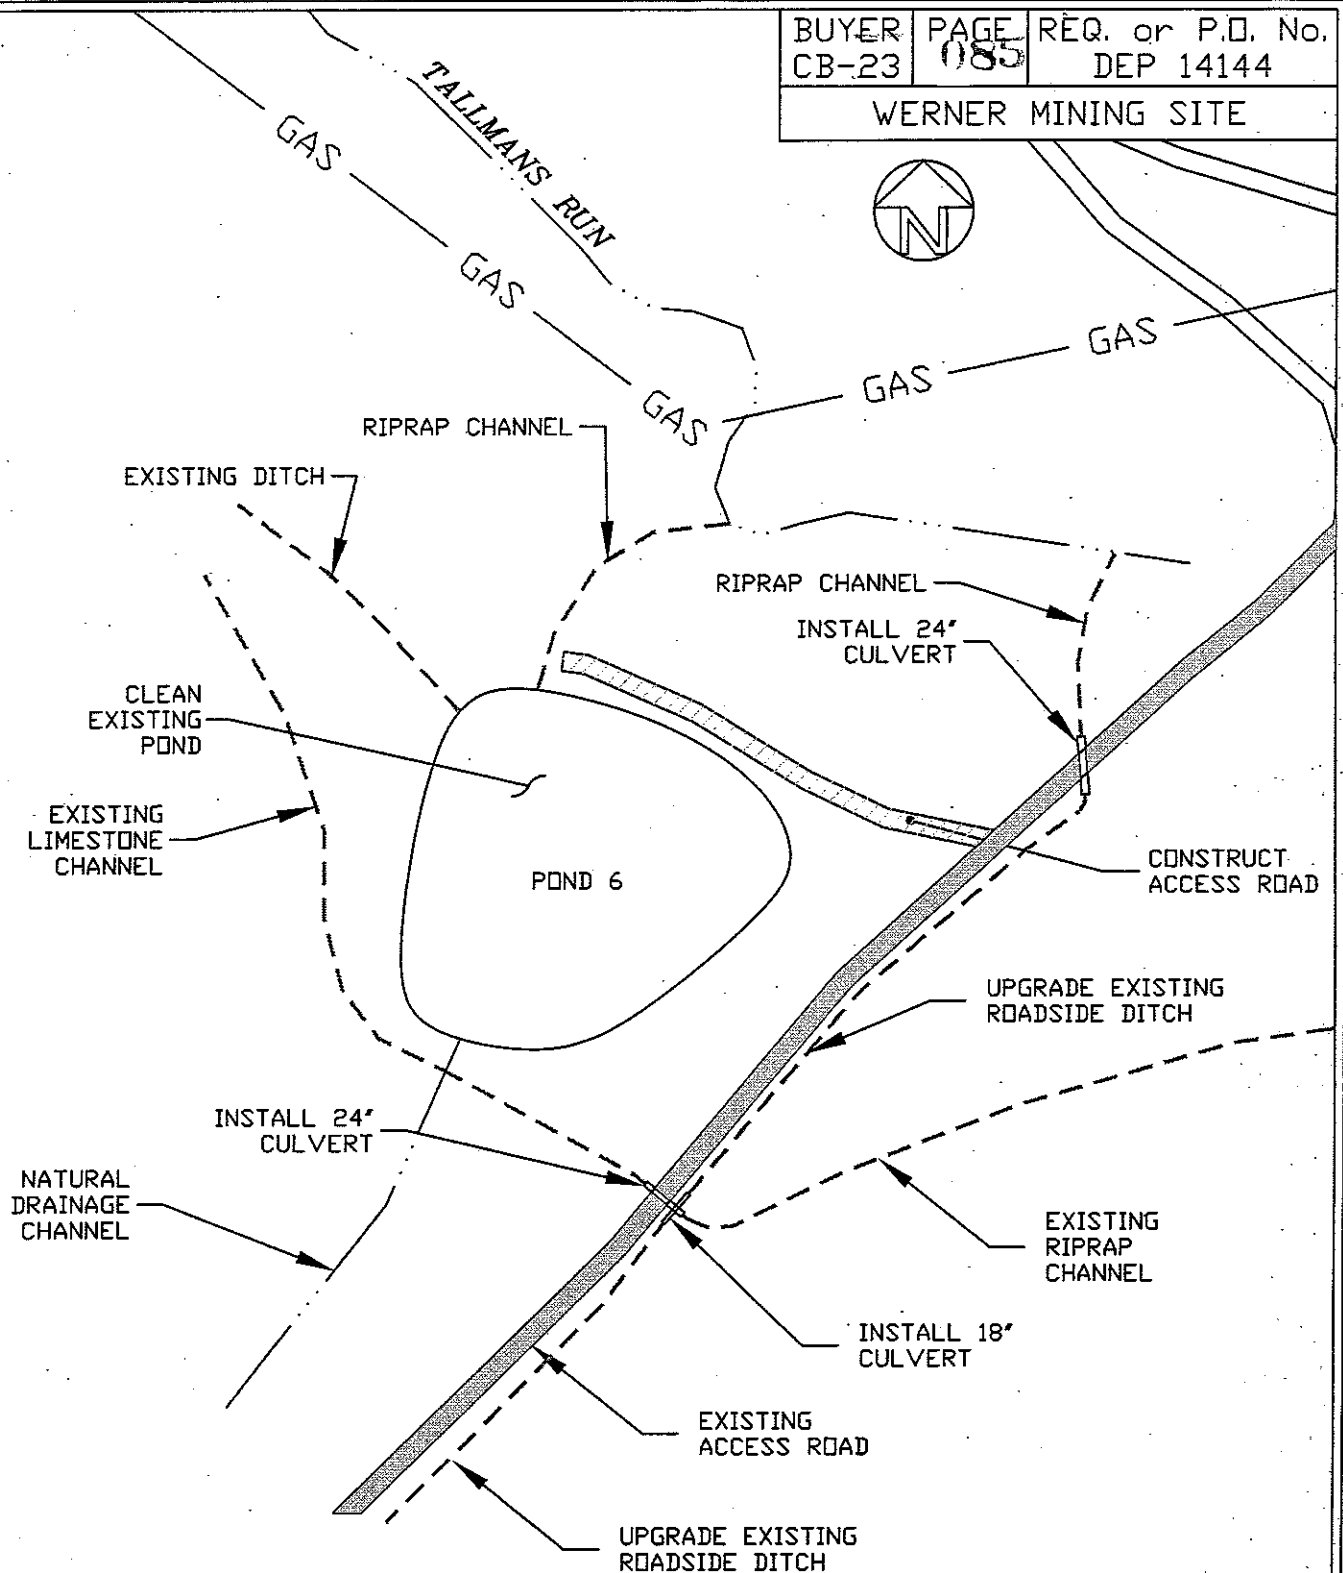 BUYER PAGE REQ. or P.O. No.
CB-23 085 DEP 14144
WERNER MINING SITE
TALLMANS RUN
GAS
GAS
GAS
GAS
GAS
N
RIPRAP CHANNEL
EXISTING DITCH
RIPRAP CHANNEL
INSTALL 24"
CULVERT
CLEAN
EXISTING
POND
EXISTING
LIMESTONE
CHANNEL
POND 6
CONSTRUCT
ACCESS ROAD
UPGRADE EXISTING
ROADSIDE DITCH
INSTALL 24"
CULVERT
NATURAL
DRAINAGE
CHANNEL
EXISTING
RIPRAP
CHANNEL
INSTALL 18"
CULVERT
EXISTING
ACCESS ROAD
UPGRADE EXISTING
ROADSIDE DITCH